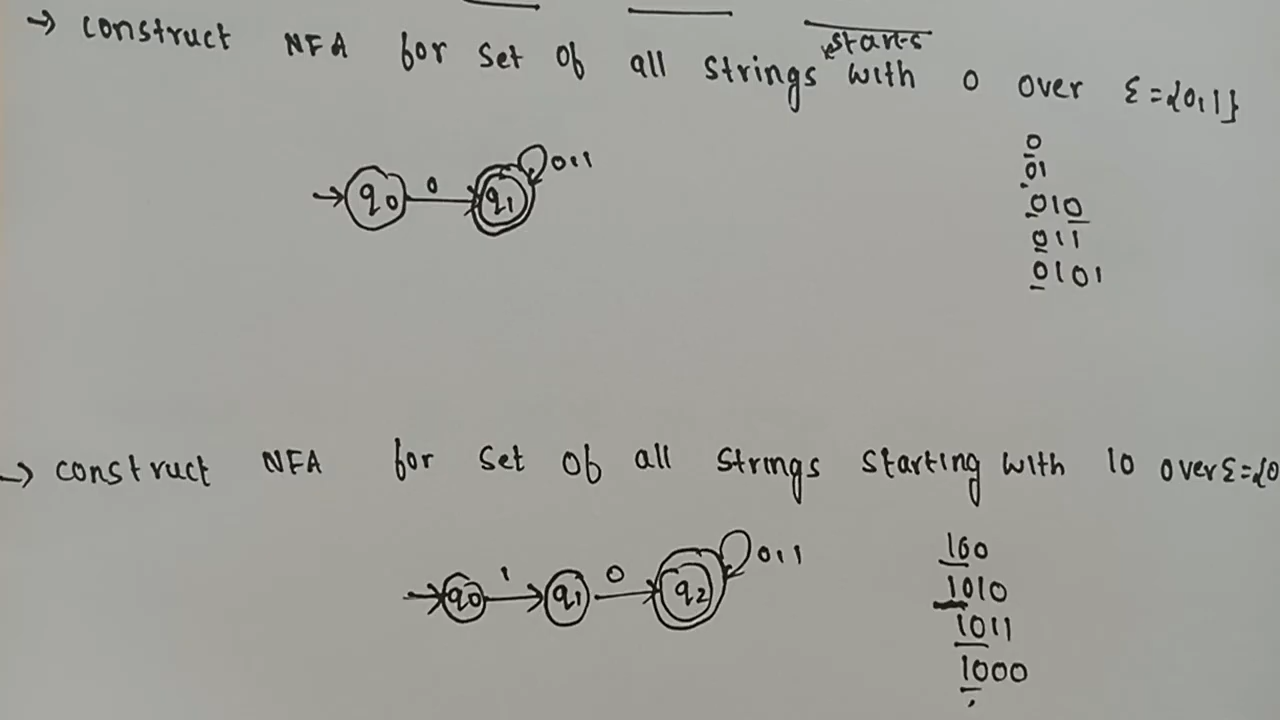 → construct NFA for set of all strings starts with 0 over Σ={0,1}
q0 0 q1 0,1
0
01
010
011
0101
→ construct NFA for set of all strings starting with 10 over Σ={0
q0 1 q1 0 q2 0,1
100
1010
1011
1000